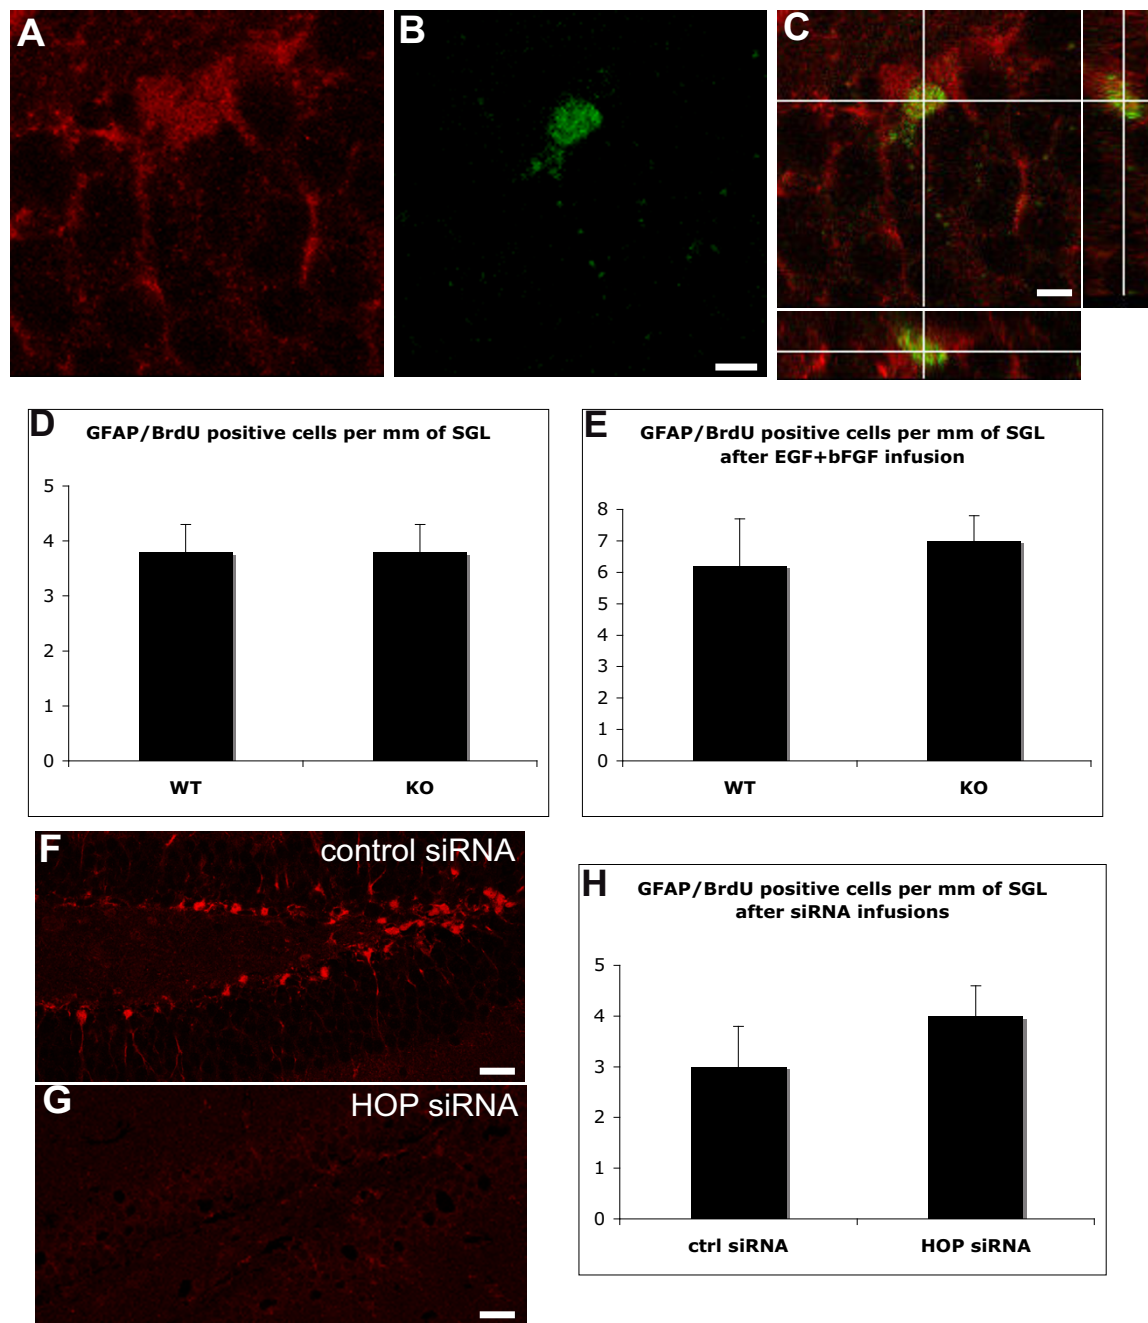 A
B
C
D
GFAP/BrdU positive cells per mm of SGL
5
4
3
2
1
0
WT
KO
E
GFAP/BrdU positive cells per mm of SGL
after EGF+bFGF infusion
8
7
6
5
4
3
2
1
0
WT
KO
F
control siRNA
G
HOP siRNA
H
GFAP/BrdU positive cells per mm of SGL
after siRNA infusions
5
4
3
2
1
0
ctrl siRNA
HOP siRNA